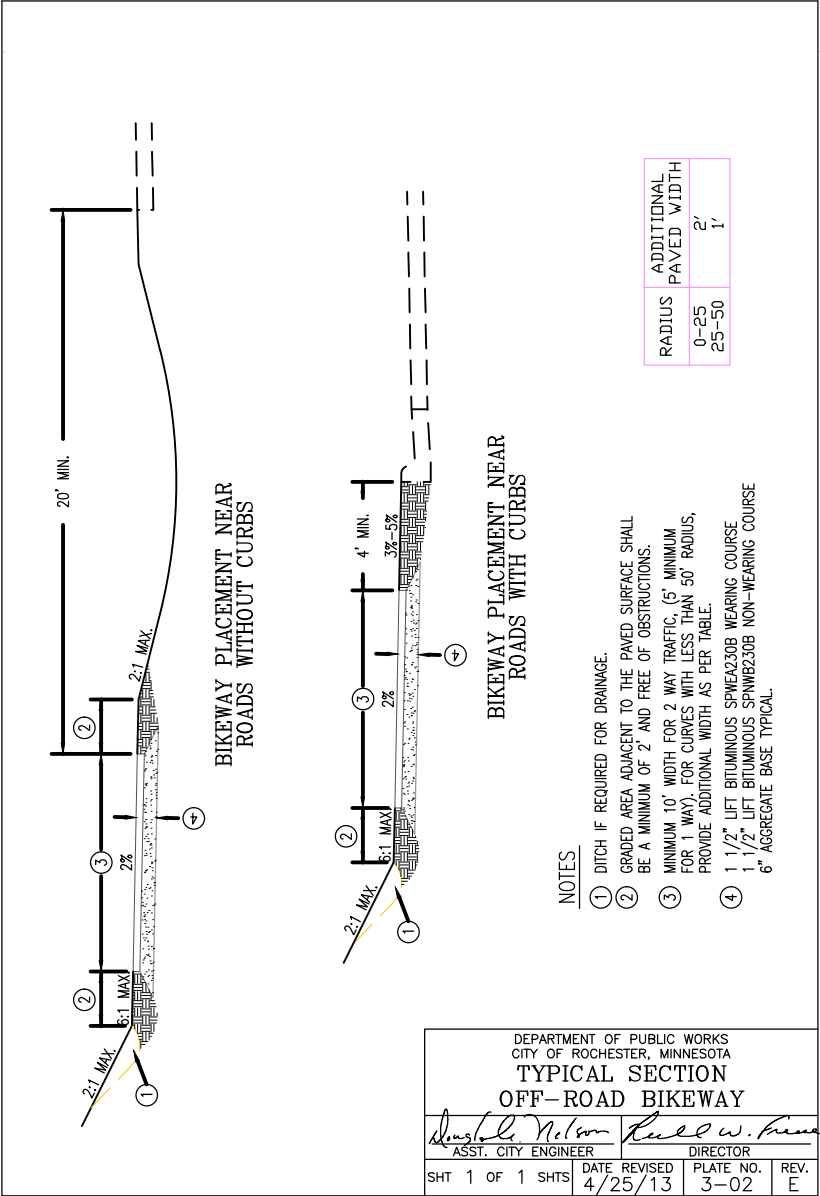 20' MIN.
2:1 MAX.
6:1 MAX
2%
2:1 MAX.
1
2
3
2
4
BIKEWAY PLACEMENT NEAR
ROADS WITHOUT CURBS
4' MIN.
3%-5%
2%
6:1 MAX
2:1 MAX.
1
2
3
4
BIKEWAY PLACEMENT NEAR
ROADS WITH CURBS
NOTES
1 DITCH IF REQUIRED FOR DRAINAGE.
2 GRADED AREA ADJACENT TO THE PAVED SURFACE SHALL
BE A MINIMUM OF 2' AND FREE OF OBSTRUCTIONS.
3 MINIMUM 10' WIDTH FOR 2 WAY TRAFFIC, (5' MINIMUM
FOR 1 WAY). FOR CURVES WITH LESS THAN 50' RADIUS,
PROVIDE ADDITIONAL WIDTH AS PER TABLE.
4 1 1/2" LIFT BITUMINOUS SPWEA230B WEARING COURSE
1 1/2" LIFT BITUMINOUS SPNWB230B NON-WEARING COURSE
6" AGGREGATE BASE TYPICAL.
RADIUS ADDITIONAL
PAVED WIDTH
0-25 2'
25-50 1'
DEPARTMENT OF PUBLIC WORKS
CITY OF ROCHESTER, MINNESOTA
TYPICAL SECTION
OFF-ROAD BIKEWAY
Nelson
ASST. CITY ENGINEER
W.
DIRECTOR
SHT 1 OF 1 SHTS
DATE REVISED
4/25/13
PLATE NO.
3-02
REV.
E